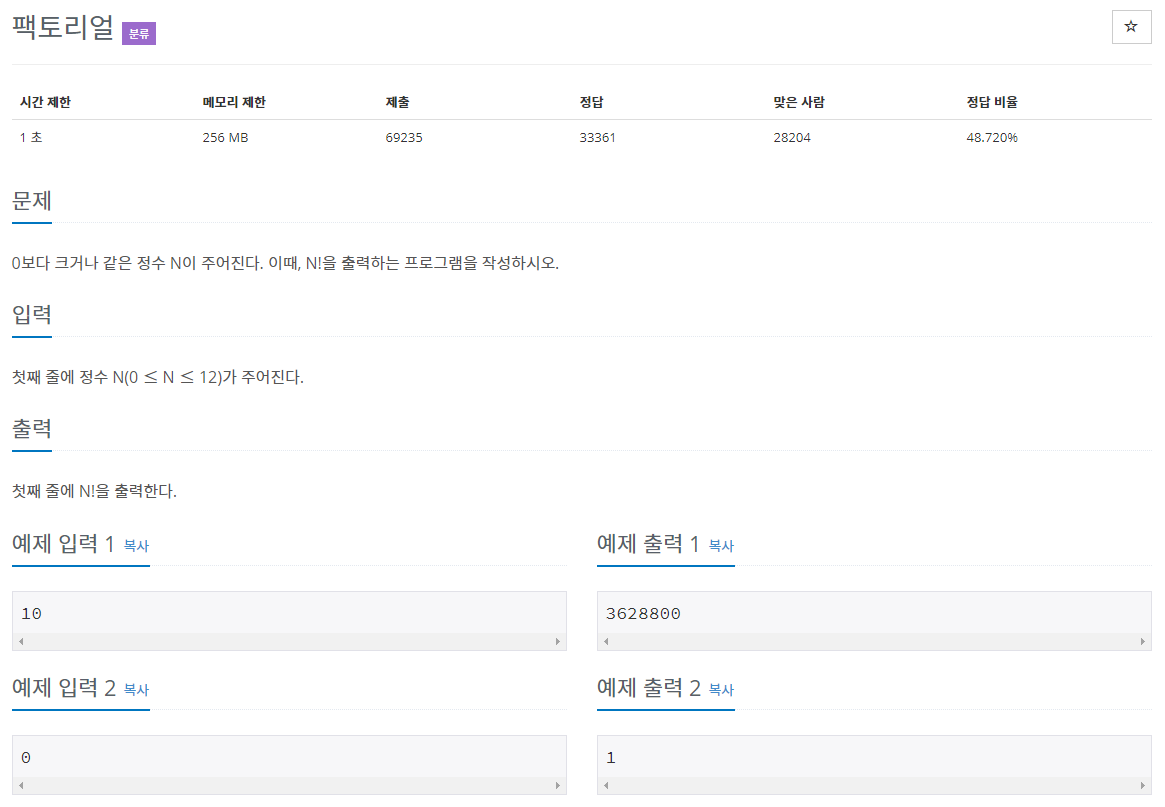 팩토리얼 분류
☆
시간 제한 메모리 제한 제출 정답 맞은 사람 정답 비율
1 초 256 MB 69235 33361 28204 48.720%
문제
0보다 크거나 같은 정수 N이 주어진다. 이때, N!을 출력하는 프로그램을 작성하시오.
입력
첫째 줄에 정수 N(0 ≤ N ≤ 12)가 주어진다.
출력
첫째 줄에 N!을 출력한다.
예제 입력 1 복사
10
예제 출력 1 복사
3628800
예제 입력 2 복사
0
예제 출력 2 복사
1